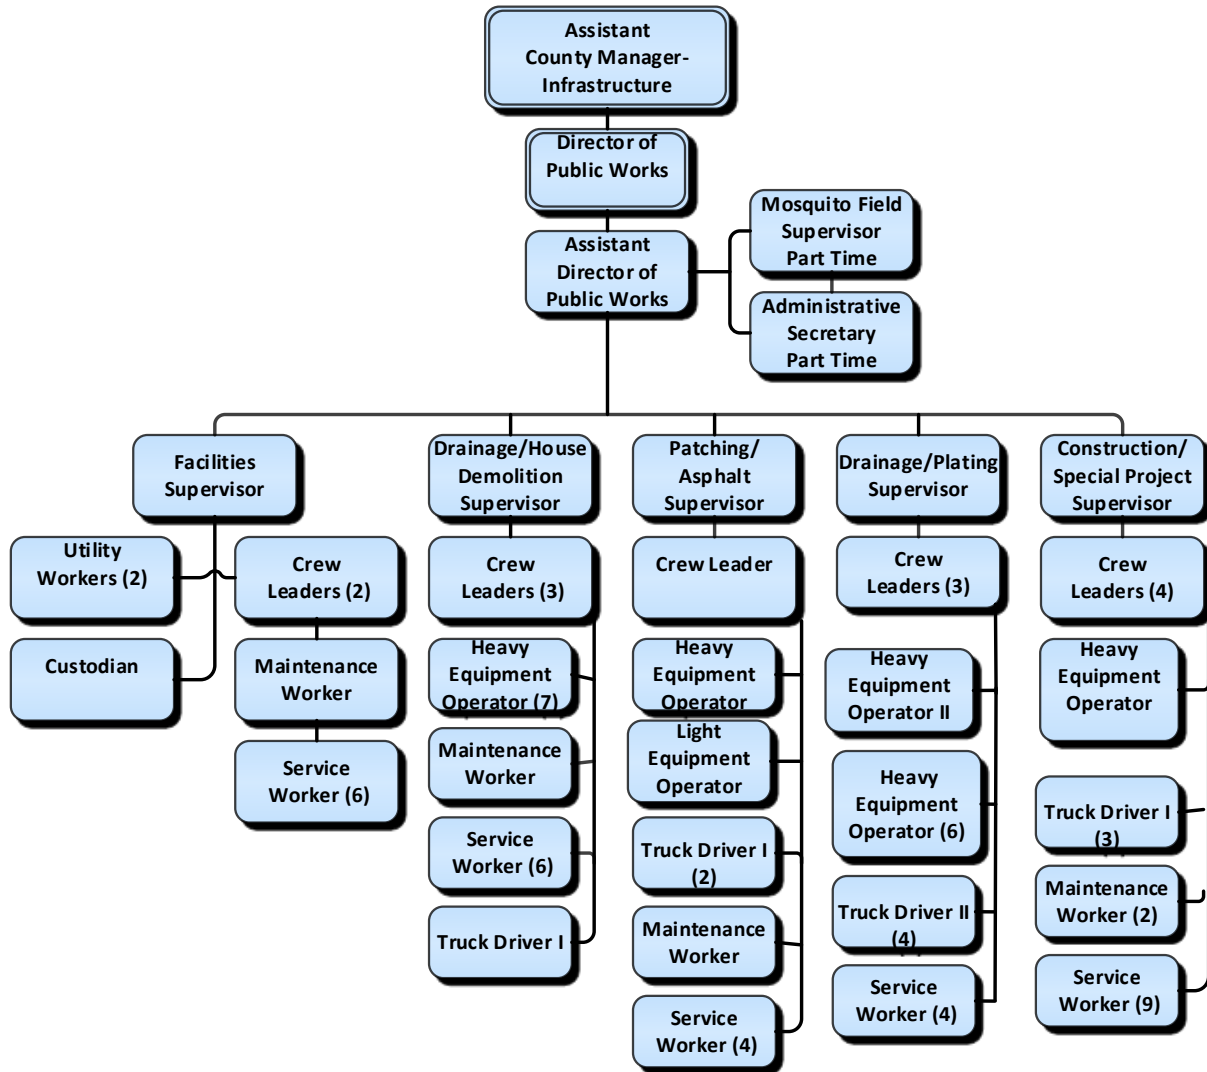 Assistant
County Manager-
Infrastructure
Director of
Public Works
Mosquito Field
Supervisor
Part Time
Assistant
Director of
Public Works
Administrative
Secretary
Part Time
Facilities
Supervisor
Drainage/House
Demolition
Supervisor
Patching/
Asphalt
Supervisor
Drainage/Plating
Supervisor
Construction/
Special Project
Supervisor
Utility
Workers (2)
Crew
Leaders (2)
Custodian
Maintenance
Worker
Service
Worker (6)
Crew
Leaders (3)
Heavy
Equipment
Operator (7)
Maintenance
Worker
Service
Worker (6)
Truck Driver I
Crew Leader
Heavy
Equipment
Operator
Light
Equipment
Operator
Truck Driver I
(2)
Maintenance
Worker
Service
Worker (4)
Crew
Leaders (3)
Heavy
Equipment
Operator II
Heavy
Equipment
Operator (6)
Truck Driver II
(4)
Service
Worker (4)
Crew
Leaders (4)
Heavy
Equipment
Operator
Truck Driver I
(3)
Maintenance
Worker (2)
Service
Worker (9)